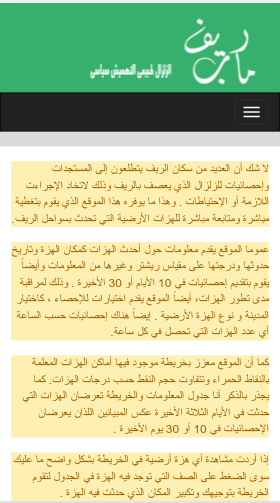 ريف
الزلزال طبيعي التهميش سياسي
لا شك أن العديد من سكان الريف يتطلعون إلى المستجدات
وإحصائيات للزلزال الذي يعصف بالريف وذلك لاتخاد الإجراءت
اللازمة أو الإحتياطات . وهذا ما يوفره هذا الموقع الذي يقوم بتغطية
مباشرة ومتابعة مباشرة للهزات الأرضية التي تحدث بسواحل الريف.
عموما الموقع يقدم معلومات حول أحدث الهزات كمكان الهزة وتاريخ
حدوثها ودرجتها على مقياس ريشتر وغيرها من المعلومات وأيضاً
يقوم بتقديم إحصائيات في 10 الأيام أو 30 الأخيرة . وذلك لمراقبة
مدى تطور الهزات، أيضاً الموقع يقدم اختيارات للإحصاء ، كاختيار
المدينة و نوع الهزة الأرضية . إيضاً هناك إحصائيات حسب الساعة
أي عدد الهزات التي تحصل في كل ساعة.
كما أن الموقع معزز بخريطة موجود فيها أماكن الهزات المعلمة
بالنقاط الحمراء وتتفاوت حجم النقط حسب درجات الهزات. كما
يجذر بالذكر أنا جدول المعلومات و الخريطة تعرضان الهزات التي
حدثت في الأيام الثلاثة الأخيرة عكس المبيانين اللذان يعرضان
الإحصائيات في 10 أو 30 يوم الأخيرة .
إذا أردت مشاهدة أي هزة أرضية في الخريطة بشكل واضح ما عليك
سوى الضغط على الصف التي توجد فيه الهزة في الجدول لتقوم
الخريطة بتوجيهك وتكبير المكان الذي حدثت فيه الهزة .